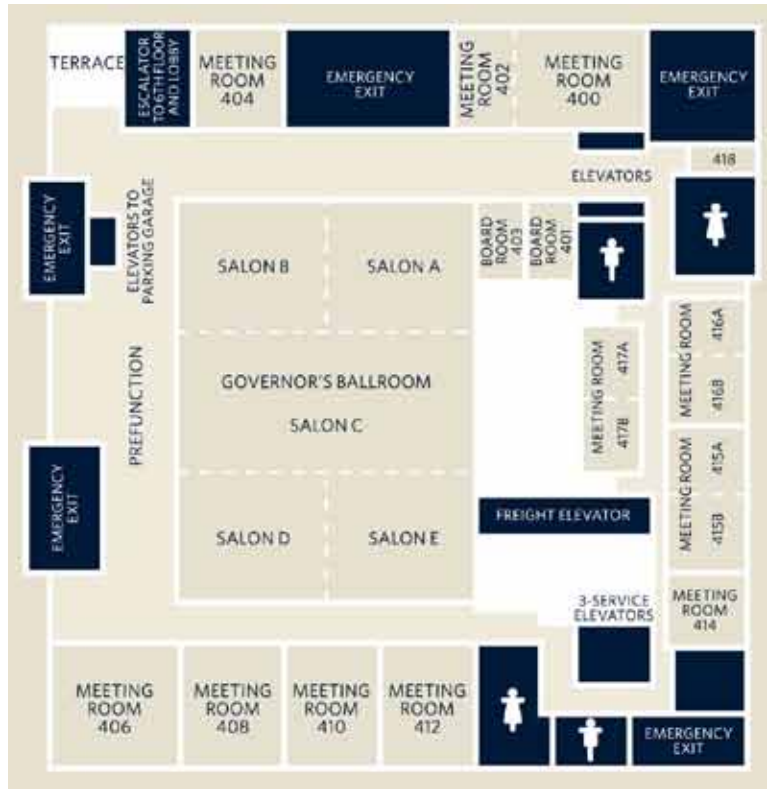 TERRACE
ESCALATOR
TO 6TH FLOOR
AND LOBBY
MEETING
ROOM
404
EMERGENCY
EXIT
MEETING
ROOM
402
MEETING
ROOM
400
EMERGENCY
EXIT
418
ELEVATORS
EMERGENCY
EXIT
ELEVATORS TO
PARKING GARAGE
SALON B
SALON A
BOARD
ROOM
403
BOARD
ROOM
401
MEETING ROOM
417A
417B
MEETING ROOM
416A
416B
PREFUNCTION
GOVERNOR'S BALLROOM
SALON C
MEETING ROOM
415A
415B
EMERGENCY
EXIT
SALON D
SALON E
FREIGHT ELEVATOR
3-SERVICE
ELEVATORS
MEETING
ROOM
414
MEETING
ROOM
406
MEETING
ROOM
408
MEETING
ROOM
410
MEETING
ROOM
412
EMERGENCY
EXIT